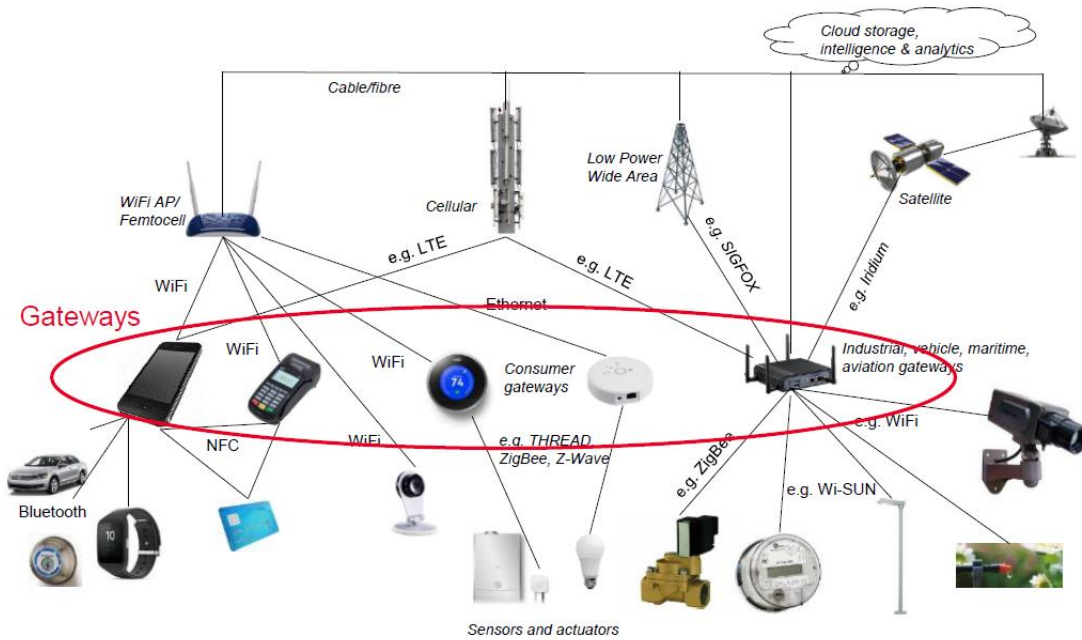 Cloud storage,
intelligence & analytics
Cable/fibre
Low Power
Wide Area
WiFi AP/
Femtocell
Cellular
Satellite
e.g. LTE
e.g. LTE
e.g. SIGFOX
e.g. Iridium
WiFi
Ethernet
Gateways
WiFi
WiFi
Consumer
gateways
Industrial, vehicle, maritime,
aviation gateways
74
NFC
WiFi
e.g. THREAD,
ZigBee, Z-Wave
e.g. ZigBee
e.g. WiFi
e.g. Wi-SUN
Bluetooth
10
Sensors and actuators